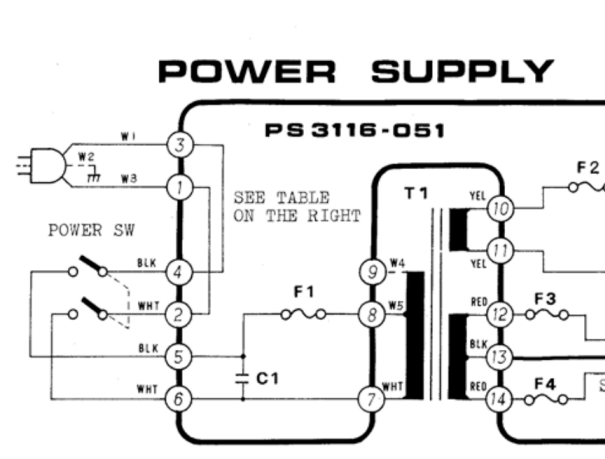 POWER SUPPLY
PS3116-051
W1
3
W2
W3
1
SEE TABLE
ON THE RIGHT
T1
F2
YEL
10
POWER SW
11
YEL
BLK
4
9
W4
F1
WHT
2
8
W5
RED
12
F3
BLK
5
BLK
13
C1
WHT
6
7
WHT
RED
14
F4